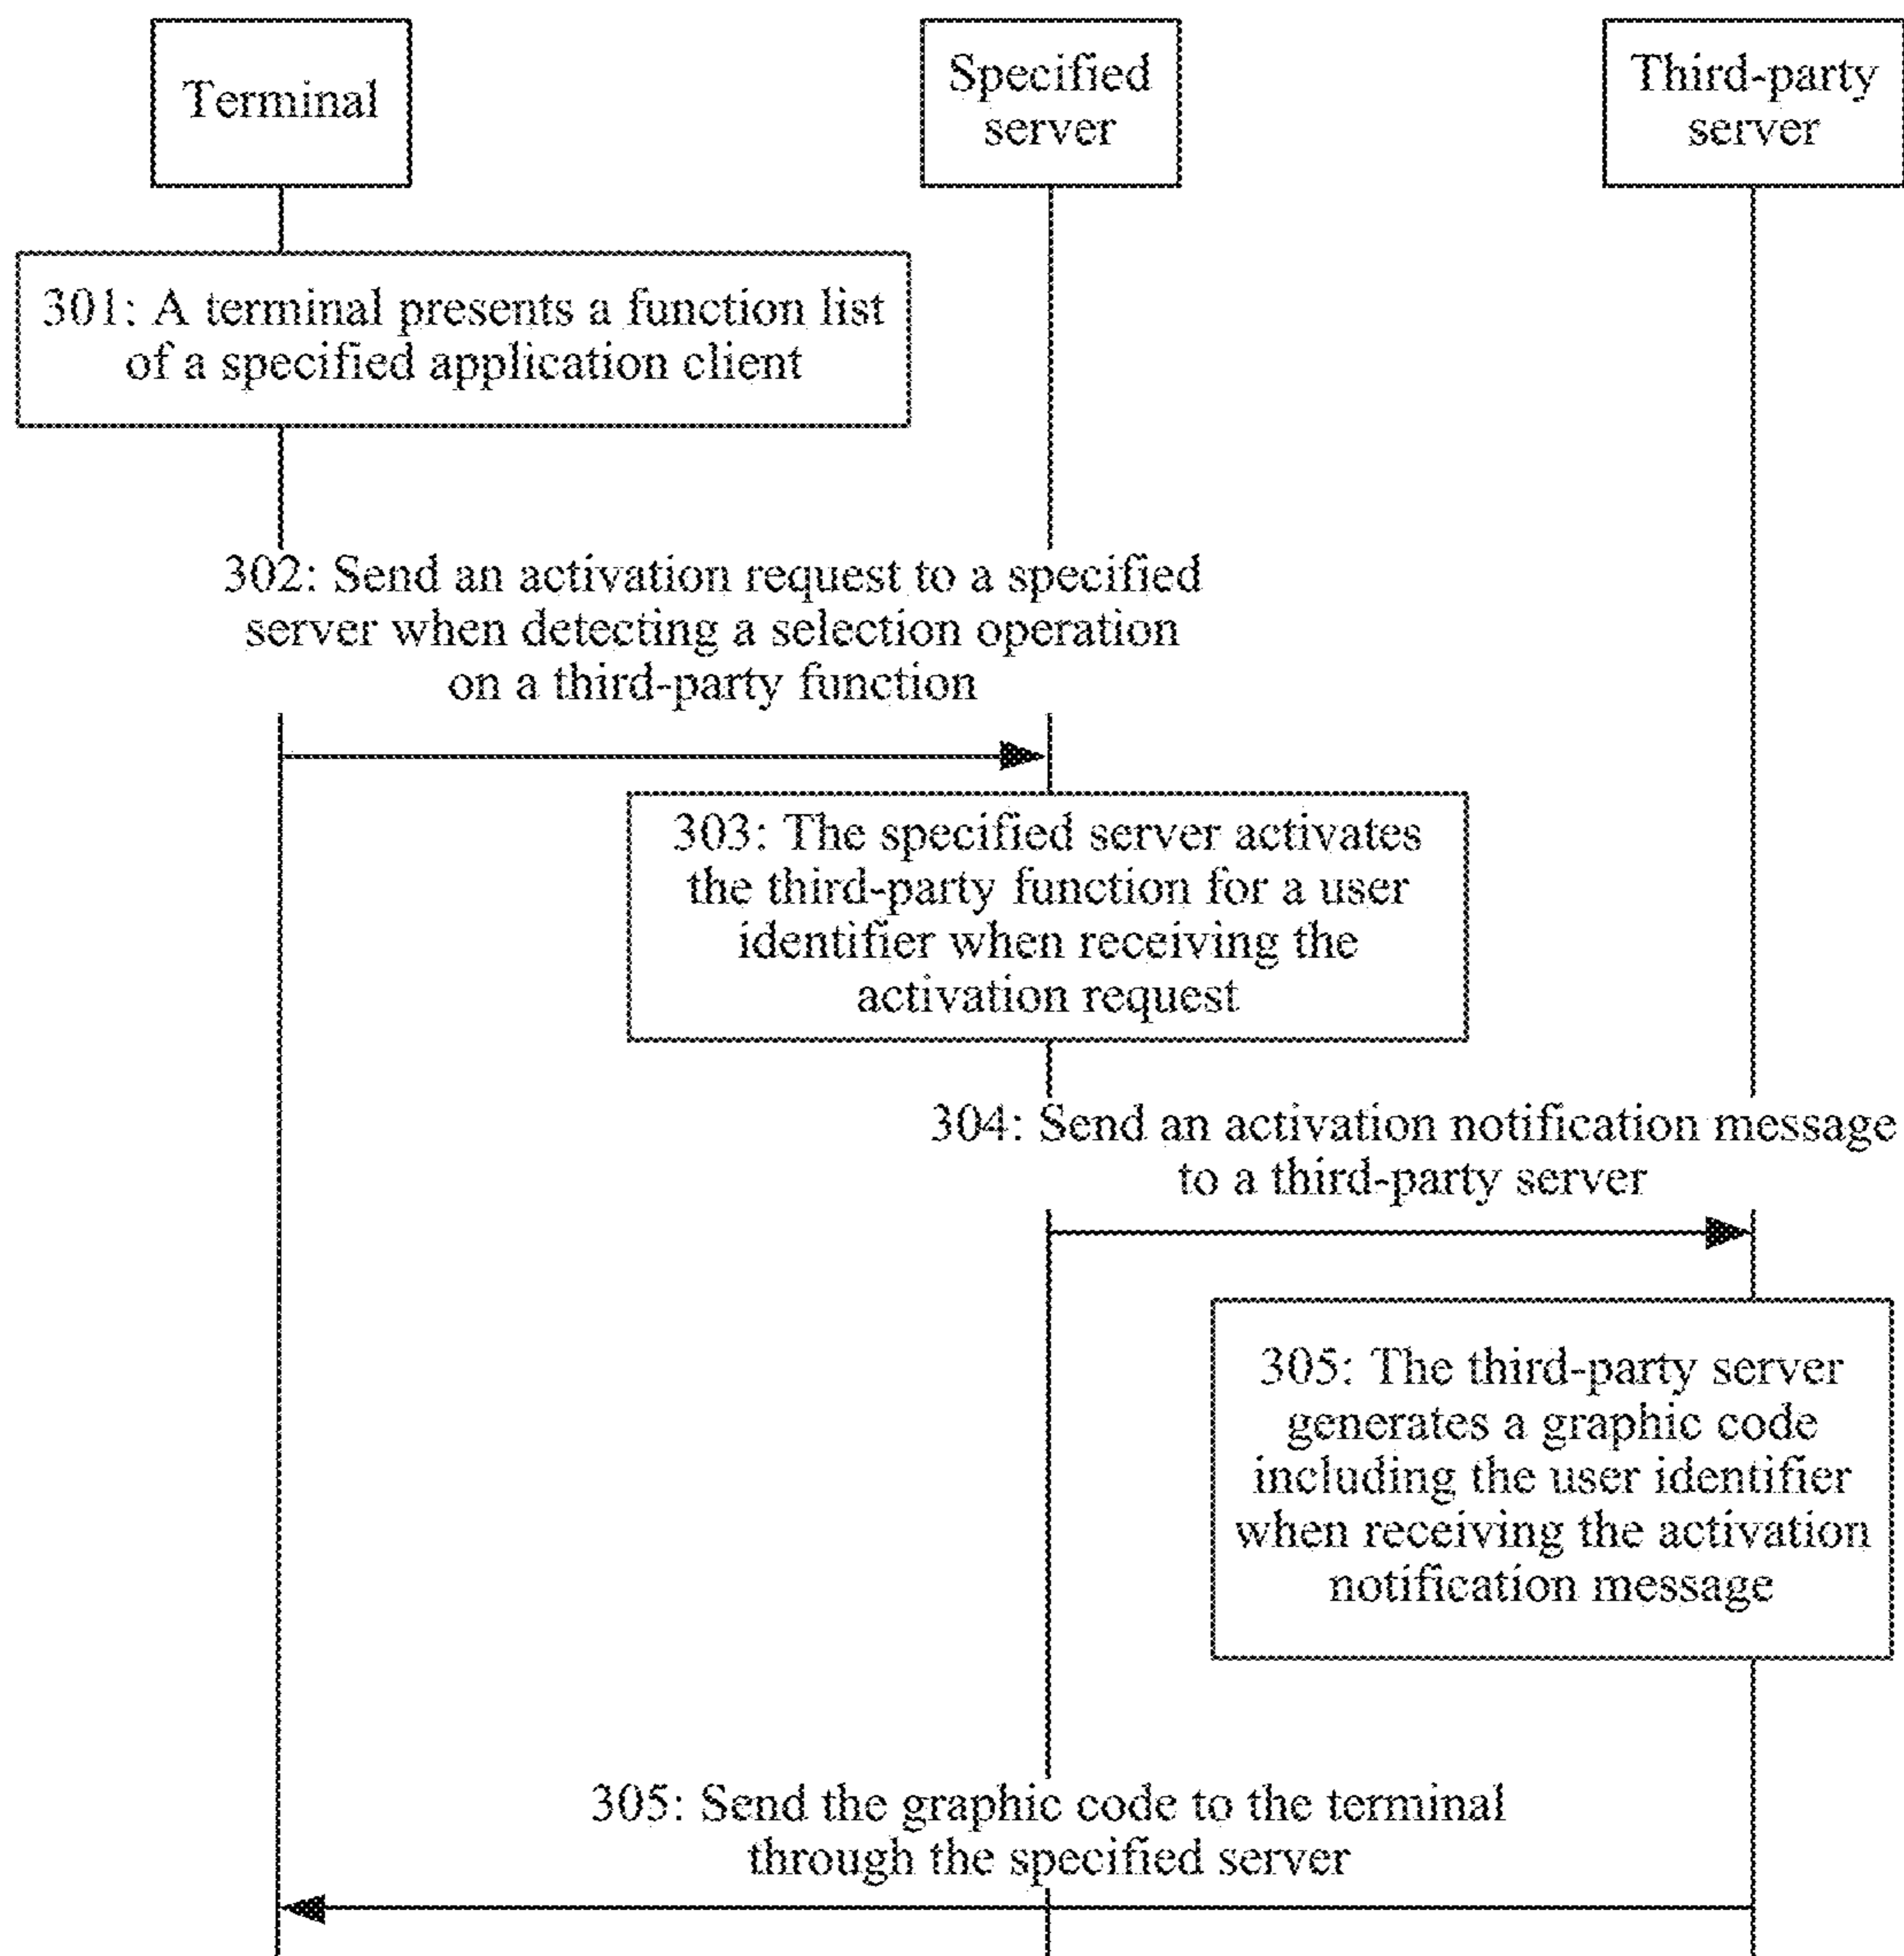 Terminal
Specified
server
Third-party
server
301: A terminal presents a function list
of a specified application client
302: Send an activation request to a specified
server when detecting a selection operation
on a third-party function
303: The specified server activates
the third-party function for a user
identifier when receiving the
activation request
304: Send an activation notification message
to a third-party server
305: The third-party server
generates a graphic code
including the user identifier
when receiving the activation
notification message
305: Send the graphic code to the terminal
through the specified server